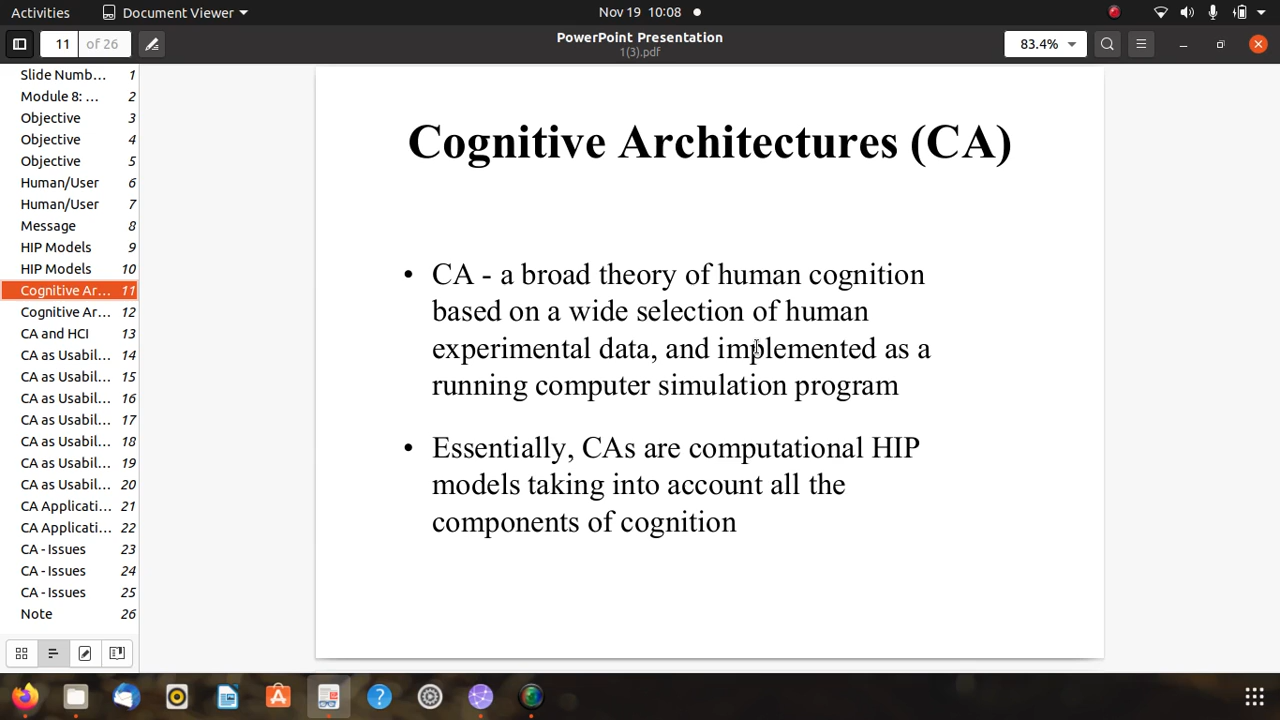 Activities
Document Viewer
Nov 19 10:08
11
of 26
PowerPoint Presentation
1(3).pdf
83.4%
Slide Numb... 1
Module 8: ... 2
Objective 3
Objective 4
Objective 5
Human/User 6
Human/User 7
Message 8
HIP Models 9
HIP Models 10
Cognitive Ar... 11
Cognitive Ar... 12
CA and HCI 13
CA as Usabil... 14
CA as Usabil... 15
CA as Usabil... 16
CA as Usabil... 17
CA as Usabil... 18
CA as Usabil... 19
CA as Usabil... 20
CA Applicati... 21
CA Applicati... 22
CA - Issues 23
CA - Issues 24
CA - Issues 25
Note 26
Cognitive Architectures (CA)
• CA - a broad theory of human cognition
based on a wide selection of human
experimental data, and implemented as a
running computer simulation program
• Essentially, CAs are computational HIP
models taking into account all the
components of cognition